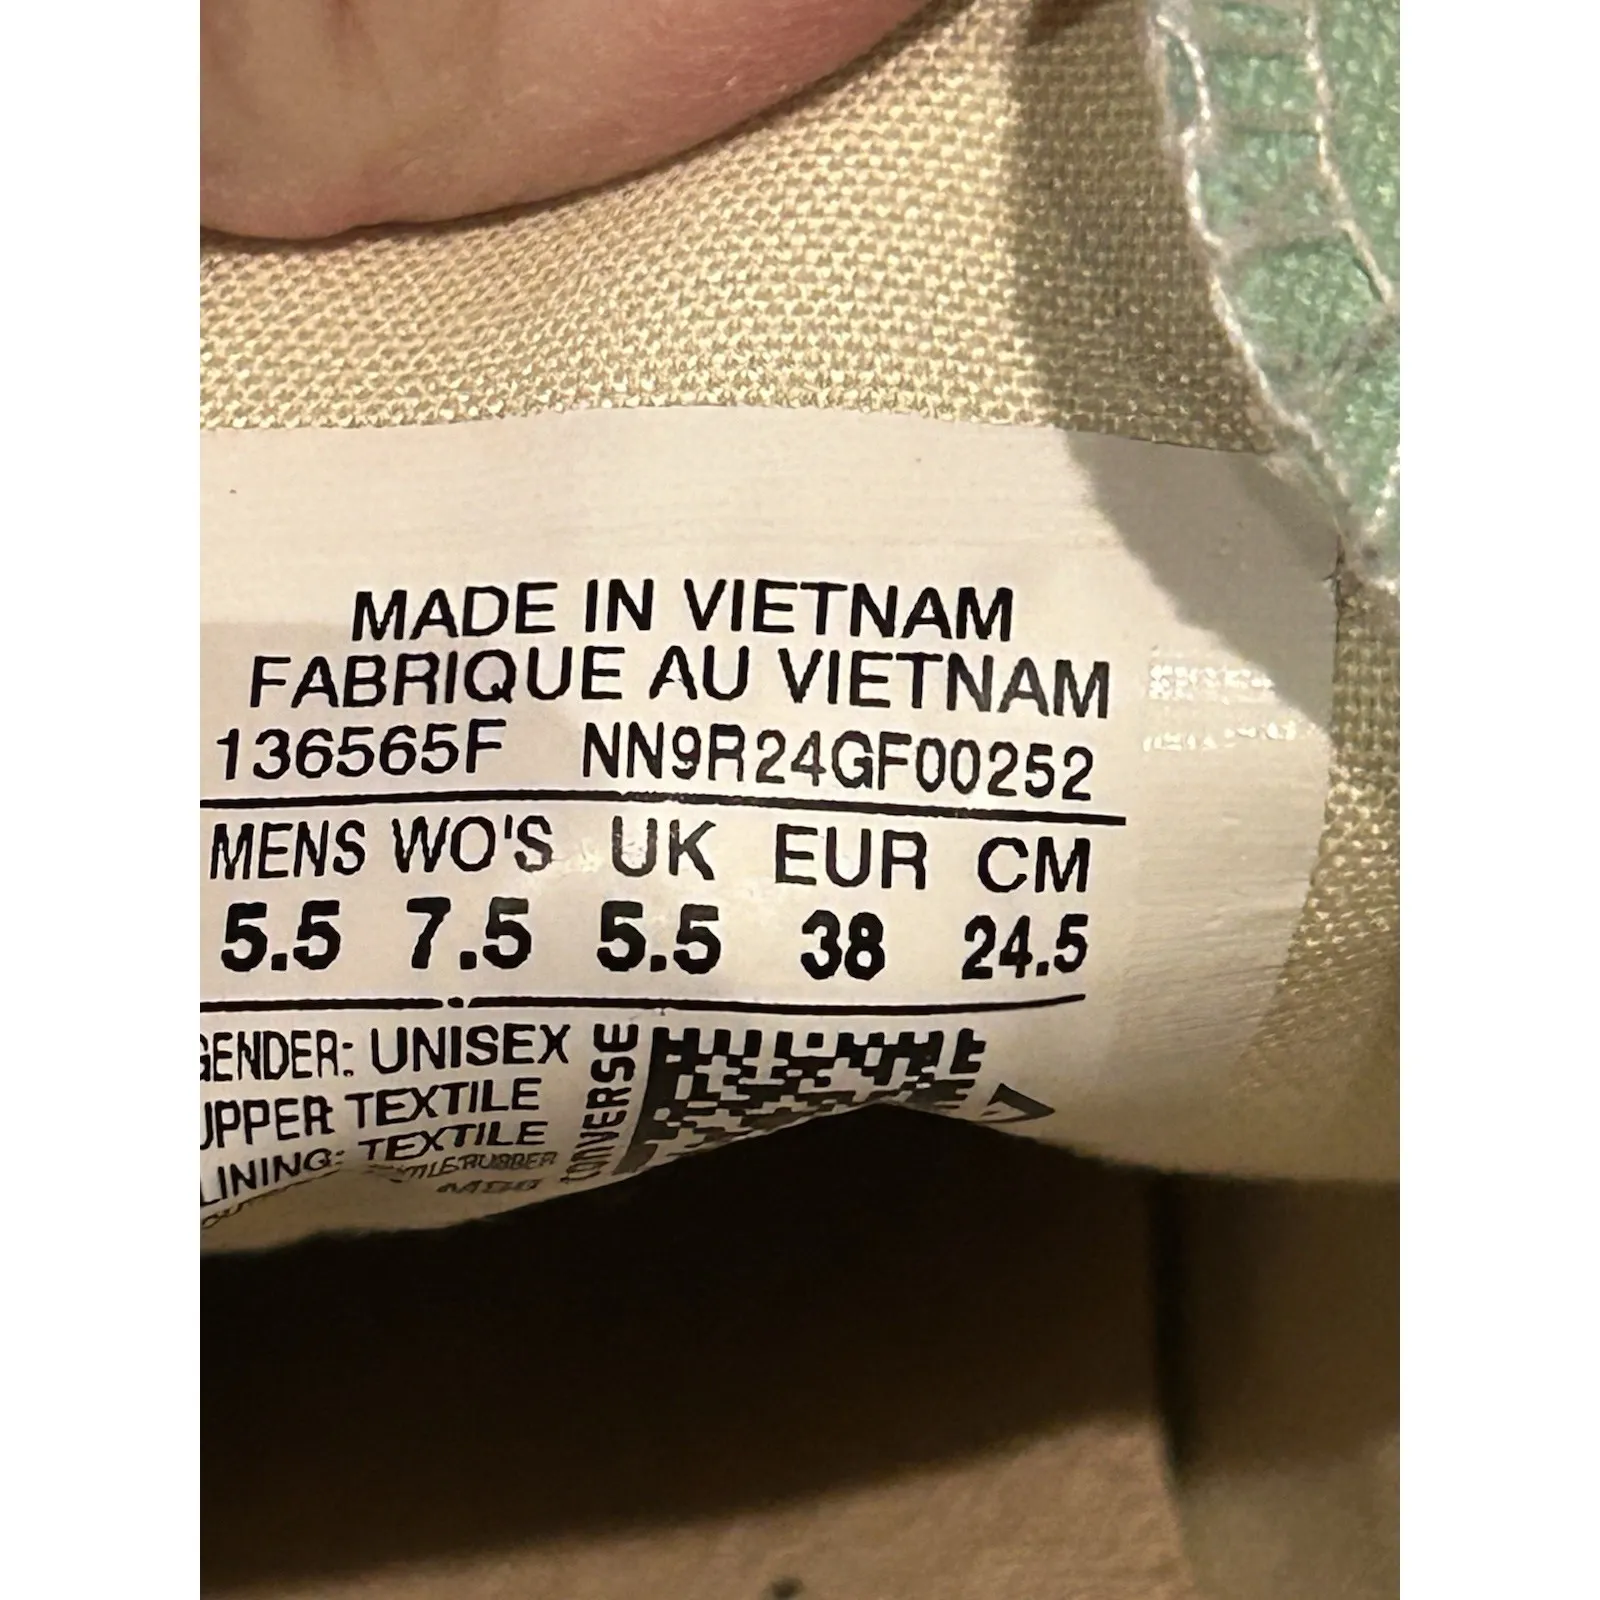 MADE IN VIETNAM
FABRIQUE AU VIETNAM
136565F NN9R24GF00252
MENS WO'S UK EUR CM
5.5 7.5 5.5 38 24.5
GENDER: UNISEX
UPPER TEXTILE
LINING: TEXTILE
RUBBER
CONVERSE